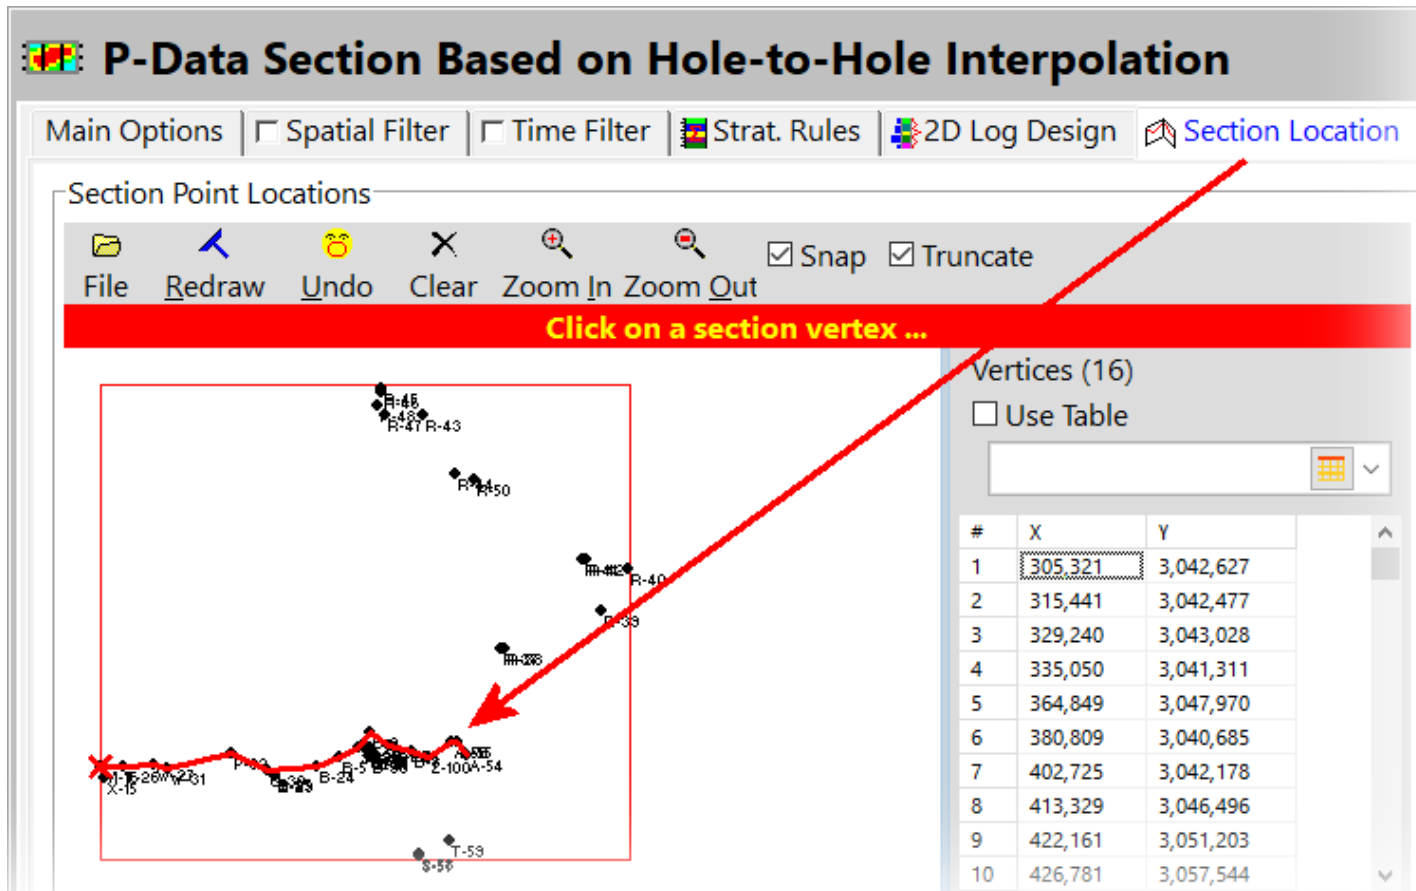 P-Data Section Based on Hole-to-Hole Interpolation
Main Options Spatial Filter Time Filter Strat. Rules 2D Log Design Section Location
Section Point Locations
File Redraw Undo Clear Zoom In Zoom Out Snap Truncate
Click on a section vertex ...
Vertices (16)
Use Table
# X Y
1 305,321 3,042,627
2 315,441 3,042,477
3 329,240 3,043,028
4 335,050 3,041,311
5 364,849 3,047,970
6 380,809 3,040,685
7 402,725 3,042,178
8 413,329 3,046,496
9 422,161 3,051,203
10 426,781 3,057,544
R-47 R-43
R-50
R-40
B-24
Z-100 A-54
X-15
T-59